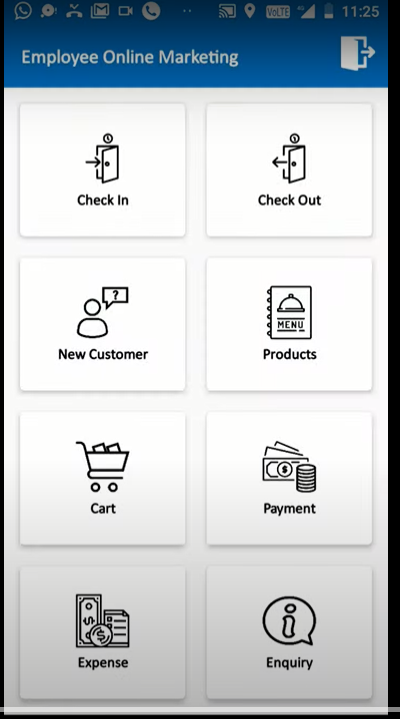 VoLTE 4G 11:25
Employee Online Marketing
Check In
Check Out
?
New Customer
MENU
Products
Cart
$
Payment
$
$
Expense
i
Enquiry